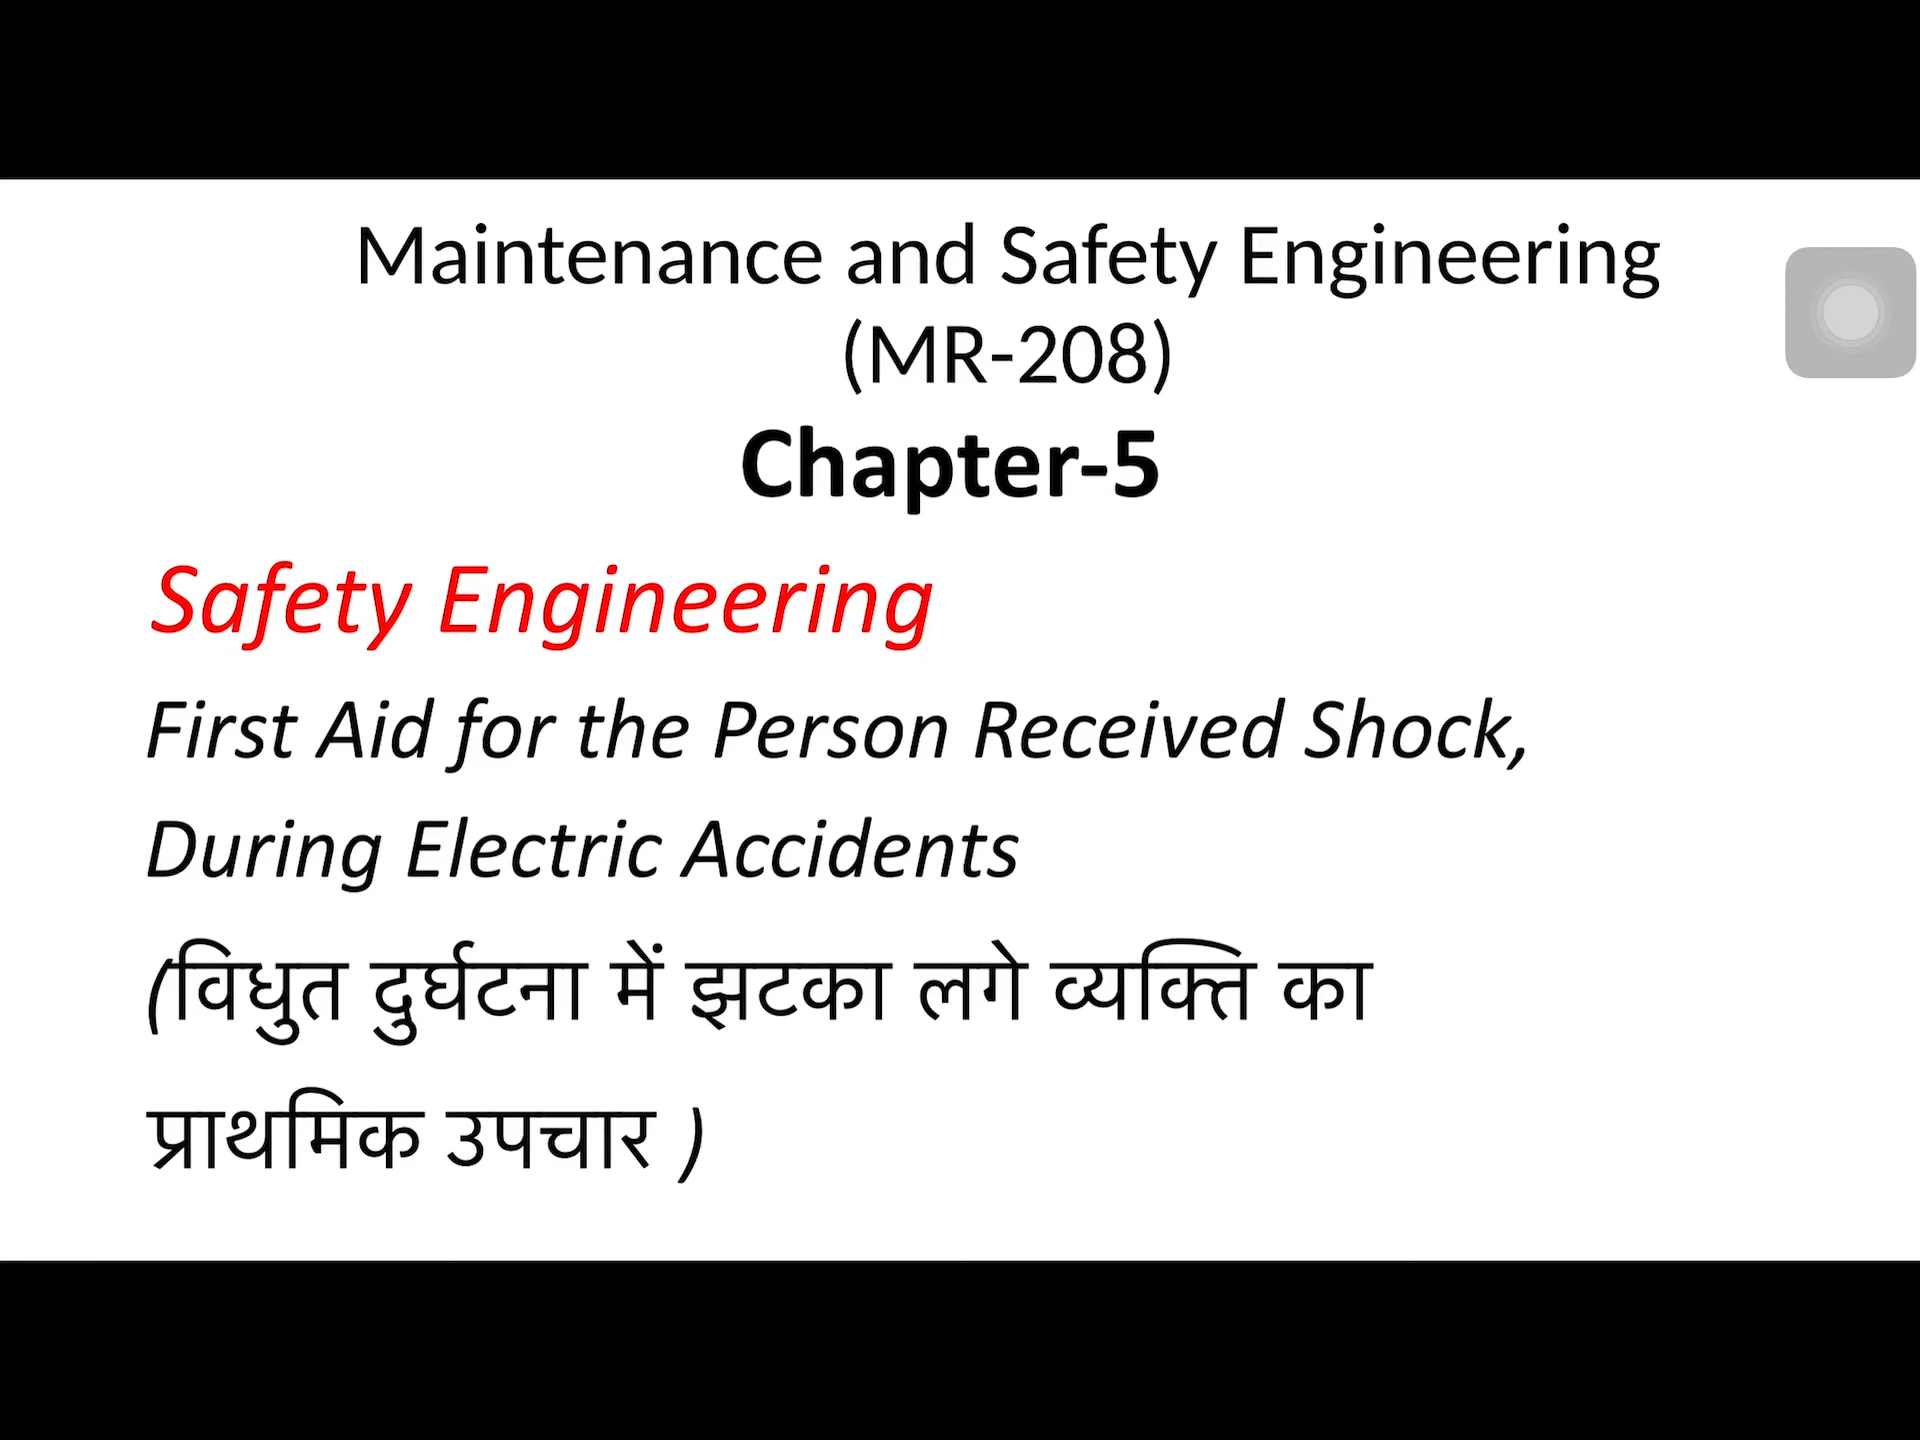 Maintenance and Safety Engineering
(MR-208)
Chapter-5
Safety Engineering
First Aid for the Person Received Shock,
During Electric Accidents
(विधुत दुर्घटना में झटका लगे व्यक्ति का
प्राथमिक उपचार )